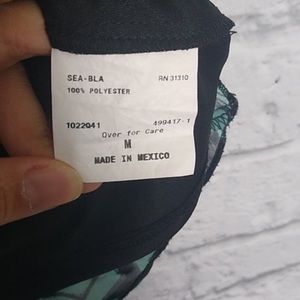 SEA-BLA RN 31310
100% POLYESTER
1022041 499417-1
Over for Care
M
MADE IN MEXICO